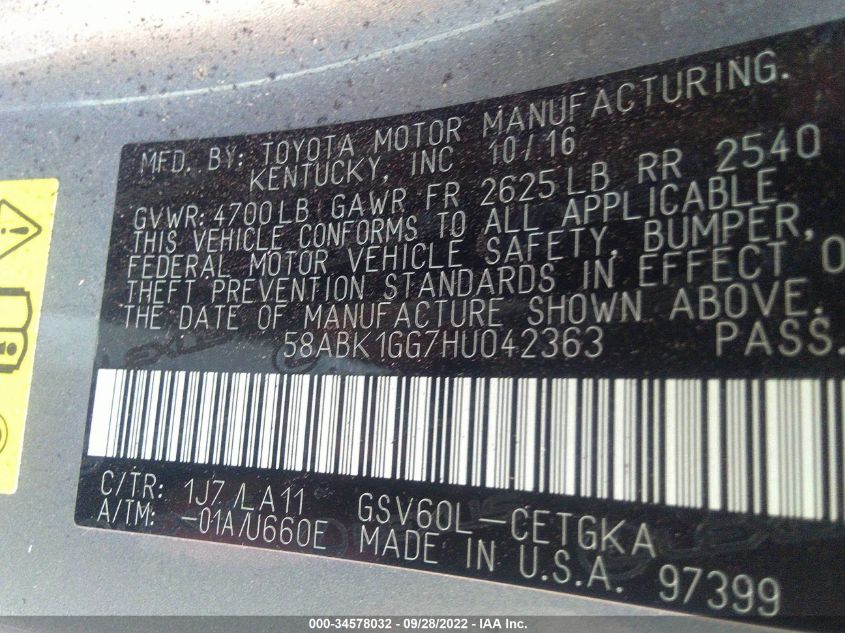 MFD. BY: TOYOTA MOTOR MANUFACTURING.
KENTUCKY, INC 10/16
GVWR: 4700LB GAWR FR 2625LB RR 2540
THIS VEHICLE CONFORMS TO ALL APPLICABLE
FEDERAL MOTOR VEHICLE SAFETY, BUMPER,
THEFT PREVENTION STANDARDS IN EFFECT O
THE DATE OF MANUFACTURE SHOWN ABOVE.
58ABK1GG7HU042363 PASS.
C/TR: 1J7 /LA11 GSV60L-CETGKA
A/TM: -01A/U660E MADE IN U.S.A. 97399
000-34578032 - 09/28/2022 - IAA Inc.